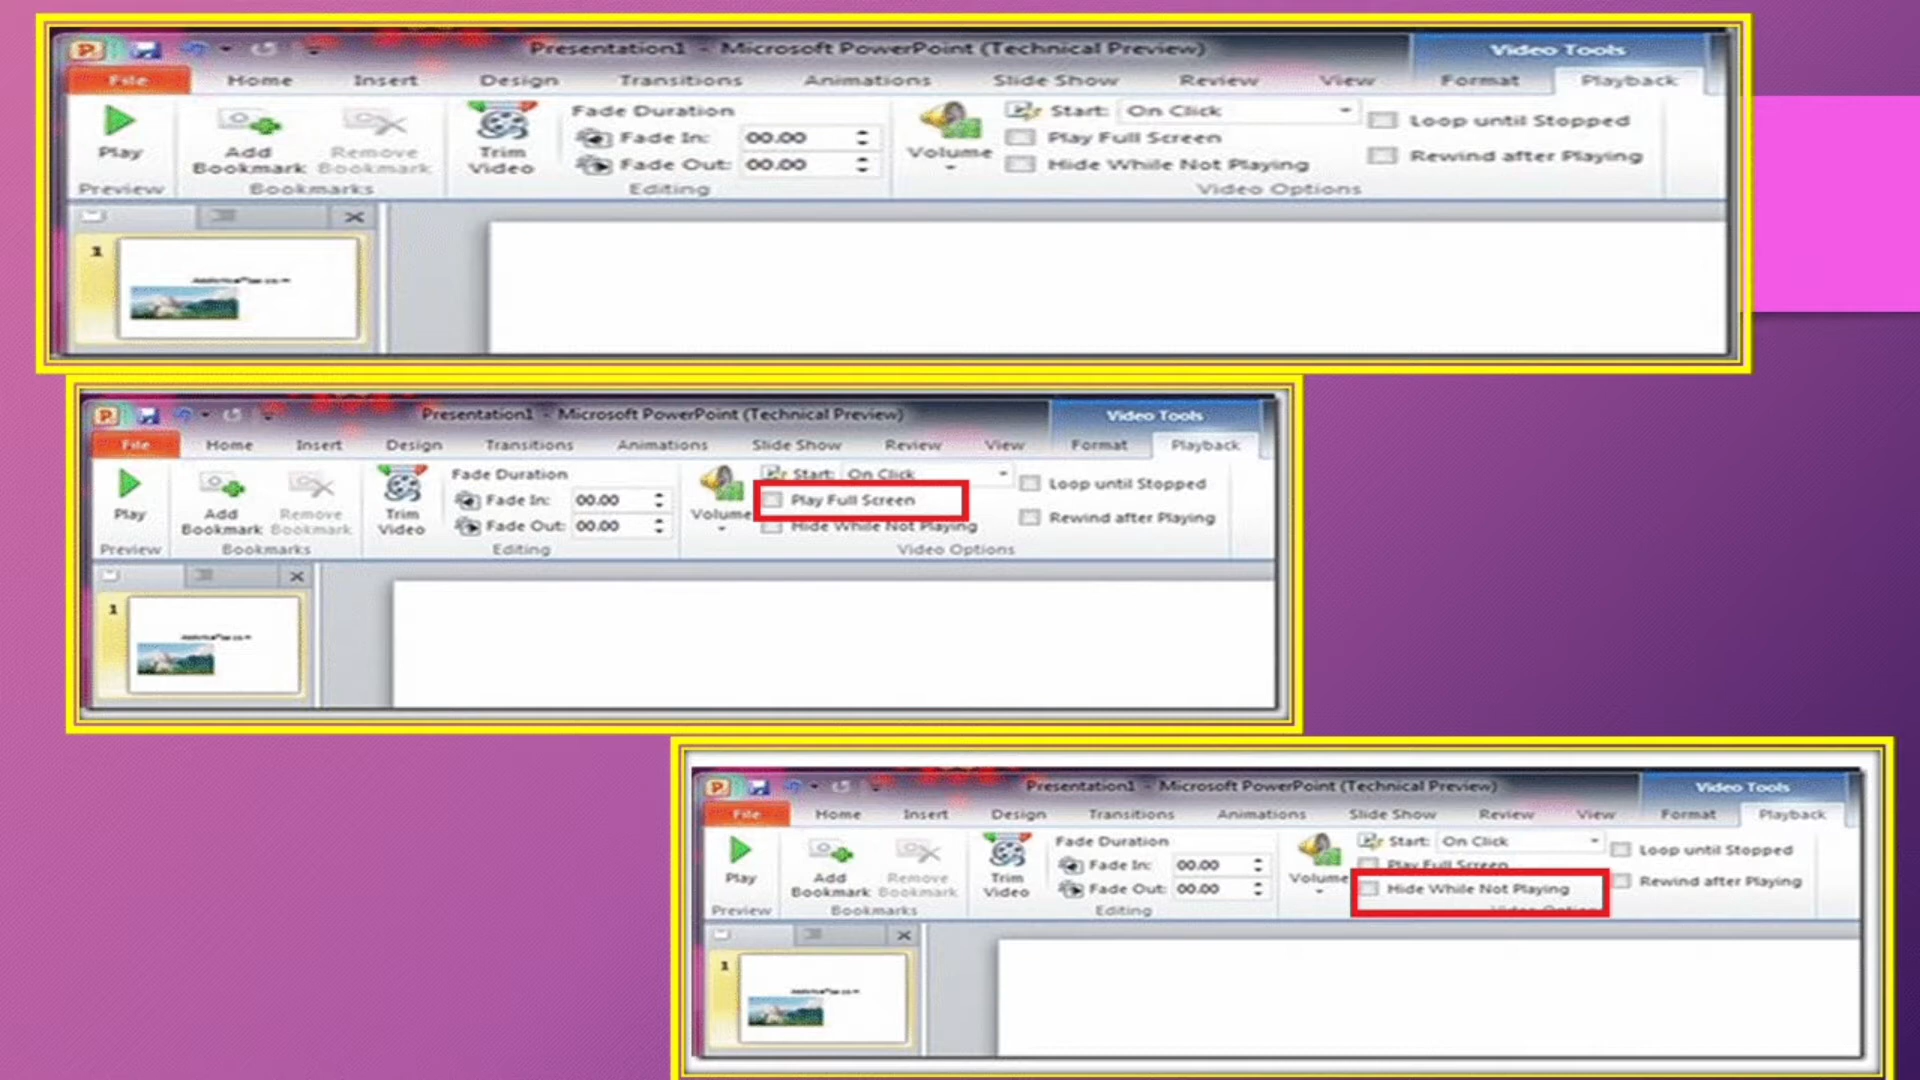 Presentation1 - Microsoft PowerPoint (Technical Preview) Video Tools
File Home Insert Design Transitions Animations Slide Show Review View Format Playback
Fade Duration Start: On Click
Loop until Stopped
Fade In: 00.00 Play Full Screen
Play Add Bookmark Remove Bookmark Trim Video Volume
Fade Out: 00.00 Hide While Not Playing Rewind after Playing
Preview Bookmarks Editing Video Options
1
Presentation1 - Microsoft PowerPoint (Technical Preview) Video Tools
File Home Insert Design Transitions Animations Slide Show Review View Format Playback
Fade Duration Start: On Click
Loop until Stopped
Fade In: 00.00 Play Full Screen
Play Add Bookmark Remove Bookmark Trim Video Volume
Fade Out: 00.00 Hide While Not Playing Rewind after Playing
Preview Bookmarks Editing Video Options
1
Presentation1 - Microsoft PowerPoint (Technical Preview) Video Tools
File Home Insert Design Transitions Animations Slide Show Review View Format Playback
Fade Duration Start: On Click
Loop until Stopped
Fade In: 00.00 Play Full Screen
Play Add Bookmark Remove Bookmark Trim Video Volume
Fade Out: 00.00 Hide While Not Playing Rewind after Playing
Preview Bookmarks Editing Video
1